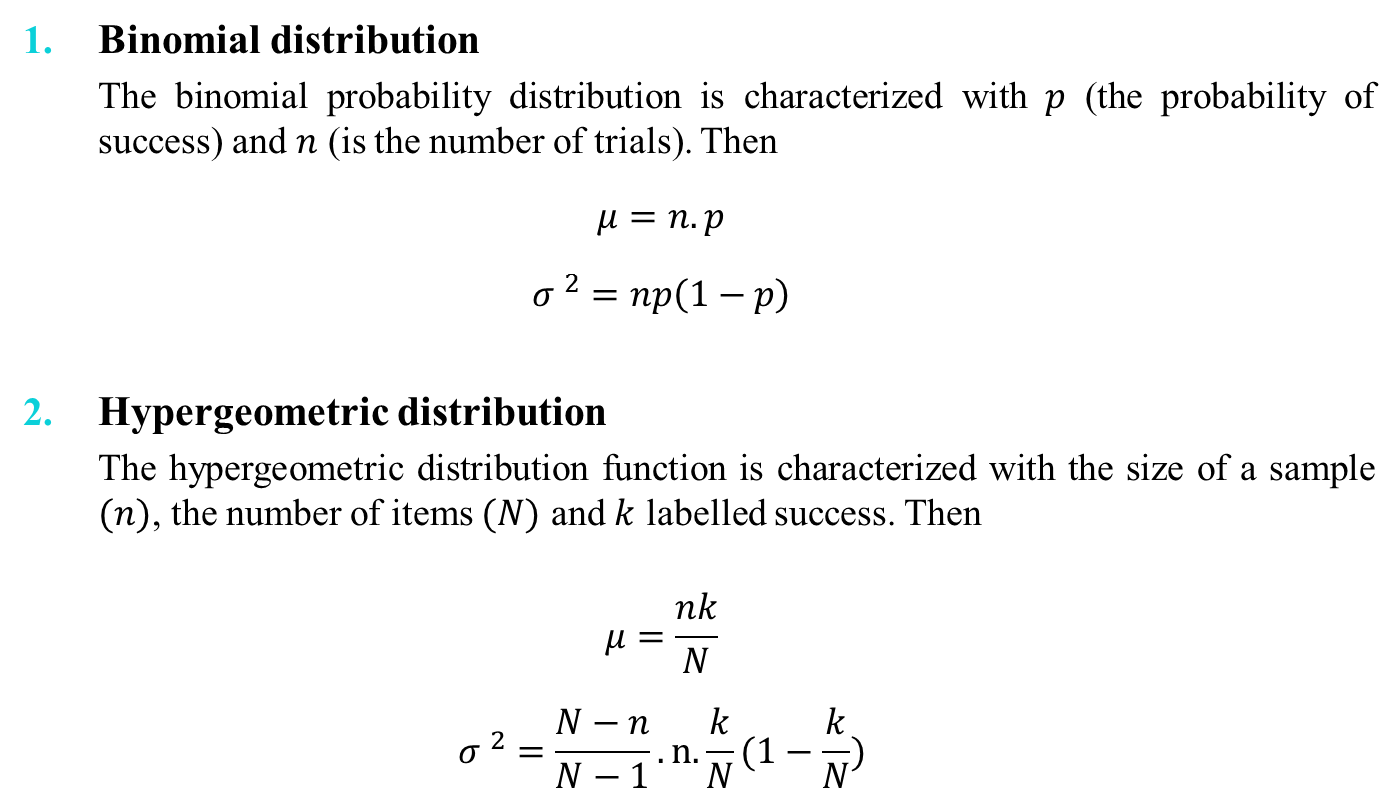 1. Binomial distribution
The binomial probability distribution is characterized with p (the probability of
success) and n (is the number of trials). Then
μ = n.p
σ ² = np(1 − p)
2. Hypergeometric distribution
The hypergeometric distribution function is characterized with the size of a sample
(n), the number of items (N) and k labelled success. Then
μ = nk/N
σ ² = (N − n)/(N − 1) . n. k/N (1 − k/N)